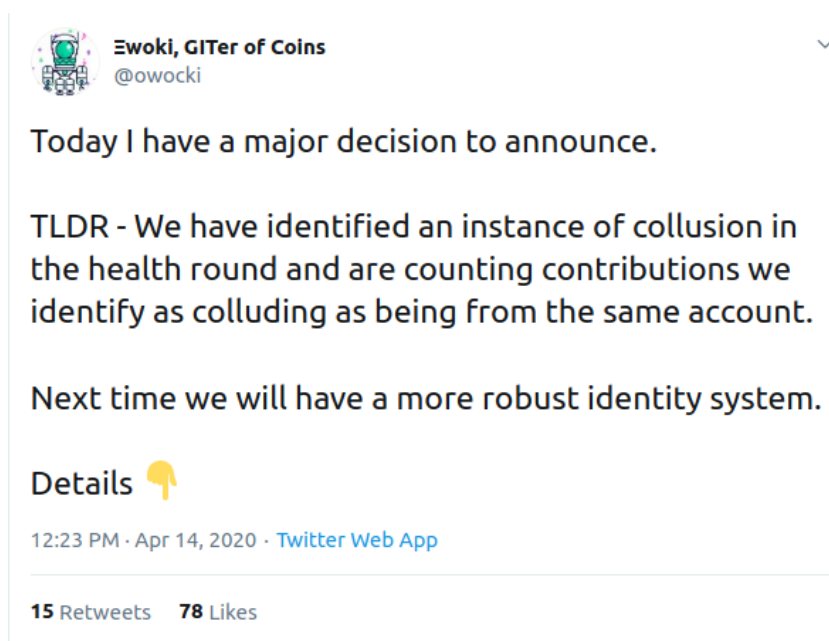 Ξwoki, GITer of Coins
@owocki
Today I have a major decision to announce.
TLDR - We have identified an instance of collusion in
the health round and are counting contributions we
identify as colluding as being from the same account.
Next time we will have a more robust identity system.
Details 👇
12:23 PM · Apr 14, 2020 · Twitter Web App
15 Retweets 78 Likes